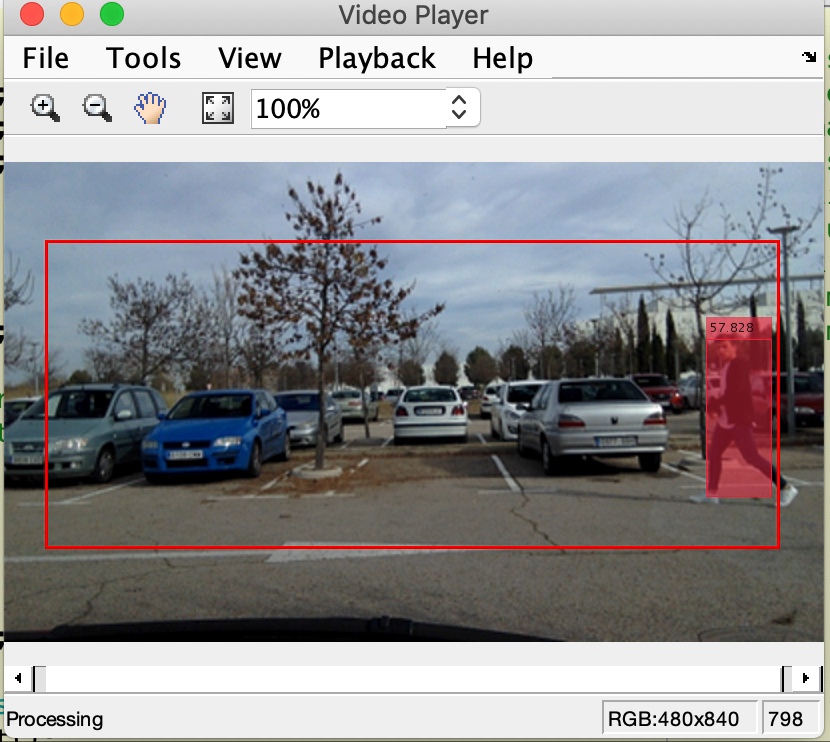 Video Player
File Tools View Playback Help
100%
57.828
Processing
RGB:480x840
798